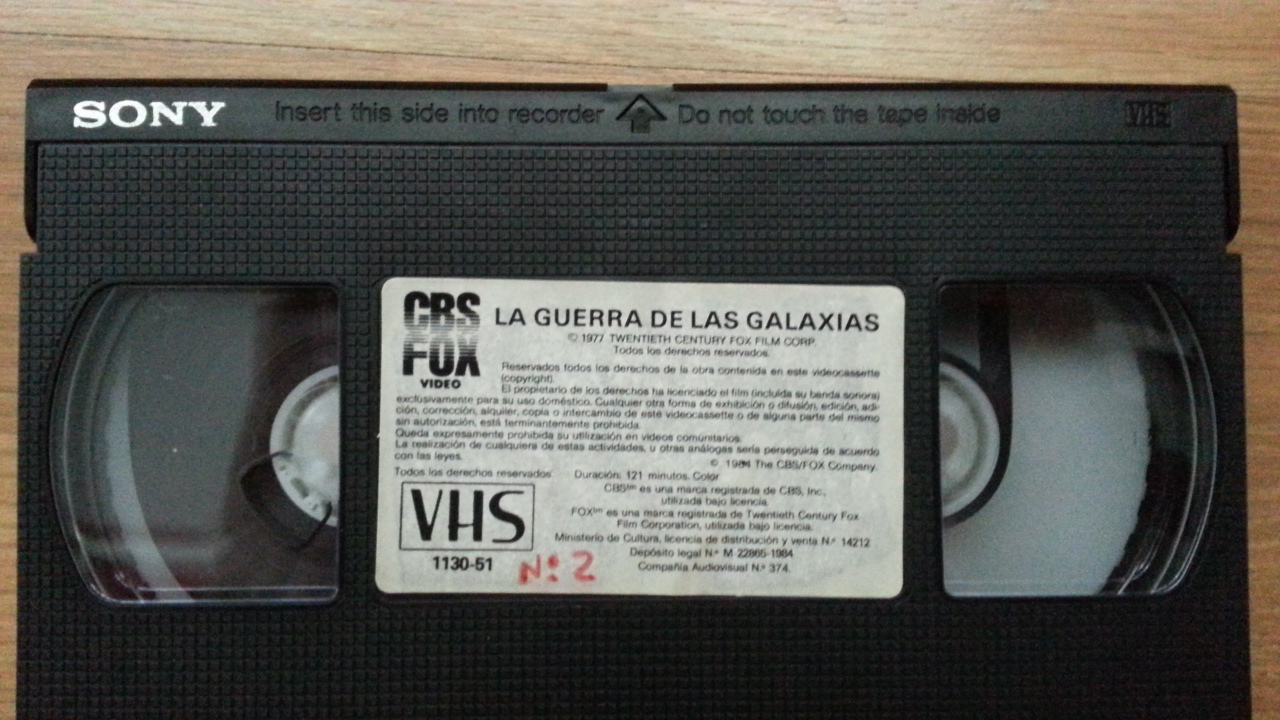 SONY
Insert this side into recorder Do not touch the tape inside
VHS
CBS
FOX
VIDEO
LA GUERRA DE LAS GALAXIAS
© 1977 TWENTIETH CENTURY FOX FILM CORP.
Todos los derechos reservados.
Reservados todos los derechos de la obra contenida en este videocassette
(copyright).
El propietario de los derechos ha licenciado el film (incluida su banda sonora)
exclusivamente para su uso doméstico. Cualquier otra forma de exhibición o difusión, edición, adi-
ción, corrección, alquiler, copia o intercambio de este videocassette o de alguna parte del mismo
sin autorización, está terminantemente prohibida.
Queda expresamente prohibida su utilización en videos comunitarios.
La realización de cualquiera de estas actividades, u otras análogas sería perseguida de acuerdo
con las leyes.
© 1984 The CBS/FOX Company.
Todos los derechos reservados. Duración: 121 minutos. Color
CBS™ es una marca registrada de CBS, Inc.,
utilizada bajo licencia.
FOX™ es una marca registrada de Twentieth Century Fox
Film Corporation, utilizada bajo licencia.
Ministerio de Cultura, licencia de distribución y venta N.º 14212
Depósito legal N.º M 22865-1984
Compañía Audiovisual N.º 374.
VHS
1130-51
Nº 2